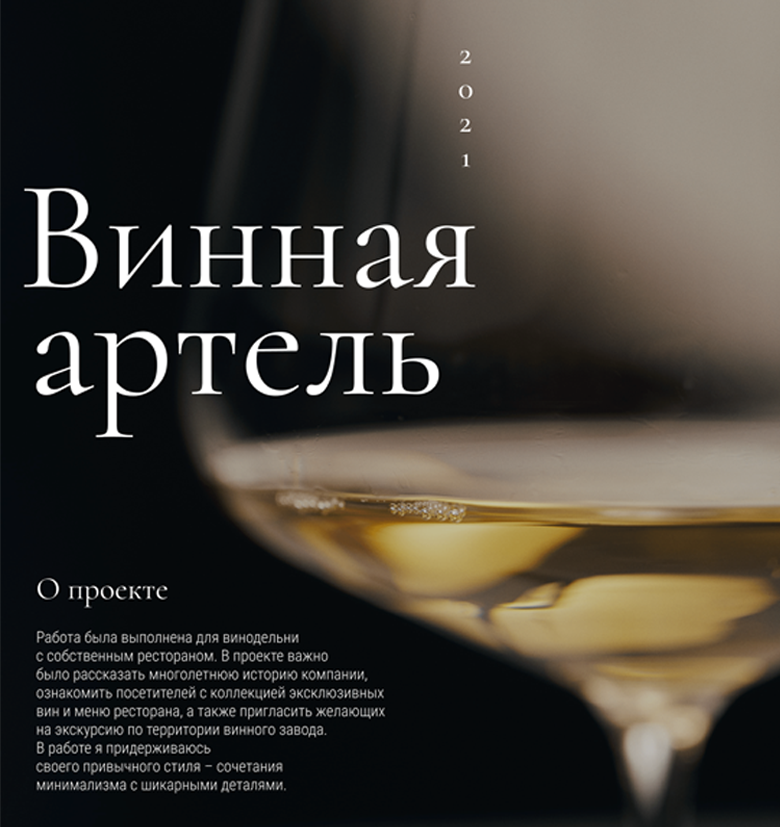 2
0
2
1
Винная
артель
О проекте
Работа была выполнена для винодельни
с собственным рестораном. В проекте важно
было рассказать многолетнюю историю компании,
ознакомить посетителей с коллекцией эксклюзивных
вин и меню ресторана, а также пригласить желающих
на экскурсию по территории винного завода.
В работе я придерживаюсь
своего привычного стиля – сочетания
минимализма с шикарными деталями.